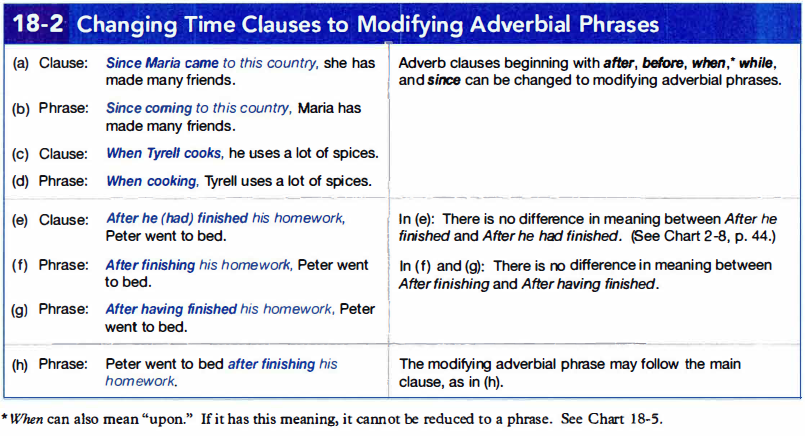 18-2 Changing Time Clauses to Modifying Adverbial Phrases
(a) Clause: Since Maria came to this country, she has
made many friends.
(b) Phrase: Since coming to this country, Maria has
made many friends.
(c) Clause: When Tyrell cooks, he uses a lot of spices.
(d) Phrase: When cooking, Tyrell uses a lot of spices.
Adverb clauses beginning with after, before, when,* while,
and since can be changed to modifying adverbial phrases.
(e) Clause: After he (had) finished his homework,
Peter went to bed.
(f) Phrase: After finishing his homework, Peter went
to bed.
(g) Phrase: After having finished his homework, Peter
went to bed.
In (e): There is no difference in meaning between After he
finished and After he had finished. (See Chart 2-8, p. 44.)
In (f) and (g): There is no difference in meaning between
After finishing and After having finished.
(h) Phrase: Peter went to bed after finishing his
homework.
The modifying adverbial phrase may follow the main
clause, as in (h).
*When can also mean “upon.” If it has this meaning, it cannot be reduced to a phrase. See Chart 18-5.